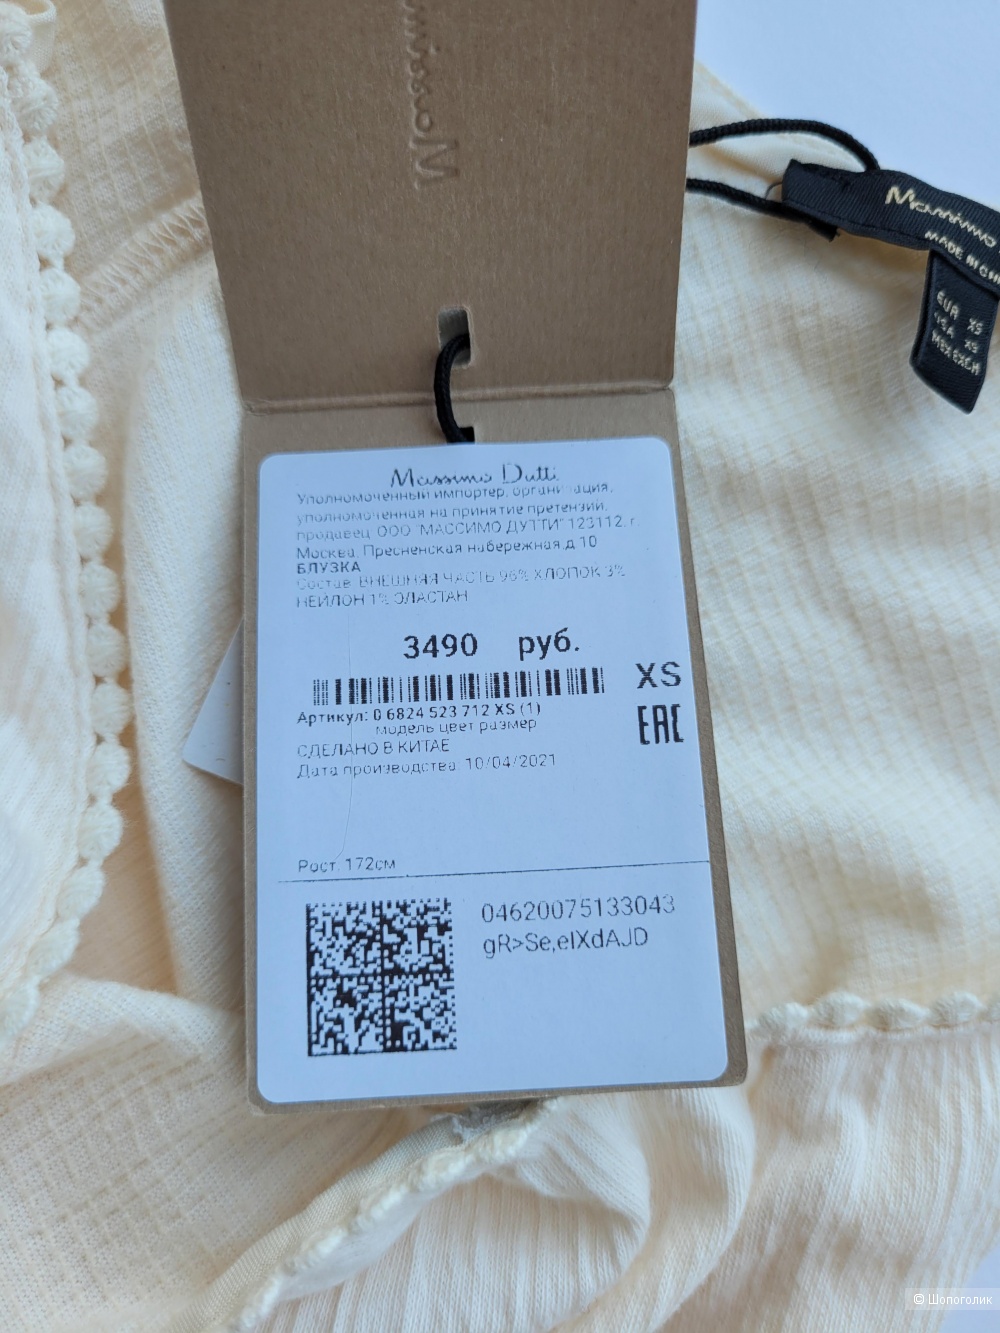 Massimo
Massimo
MADE IN
EUR XS
USA XS
MEX EXCH
Massimo Dutti
Уполномоченный импортер, организация,
уполномоченная на принятие претензий,
продавец ООО "МАССИМО ДУТТИ" 123112, г.
Москва, Пресненская набережная,д 10
БЛУЗКА
Состав: ВНЕШНЯЯ ЧАСТЬ 96% ХЛОПОК 3%
НЕЙЛОН 1% ЭЛАСТАН
3490 руб.
XS
Артикул: 0 6824 523 712 XS (1)
модель цвет размер
EAC
СДЕЛАНО В КИТАЕ
Дата производства: 10/04/2021
Рост: 172см
04620075133043
gR>Se,eIXdAJD
© Шопоголик